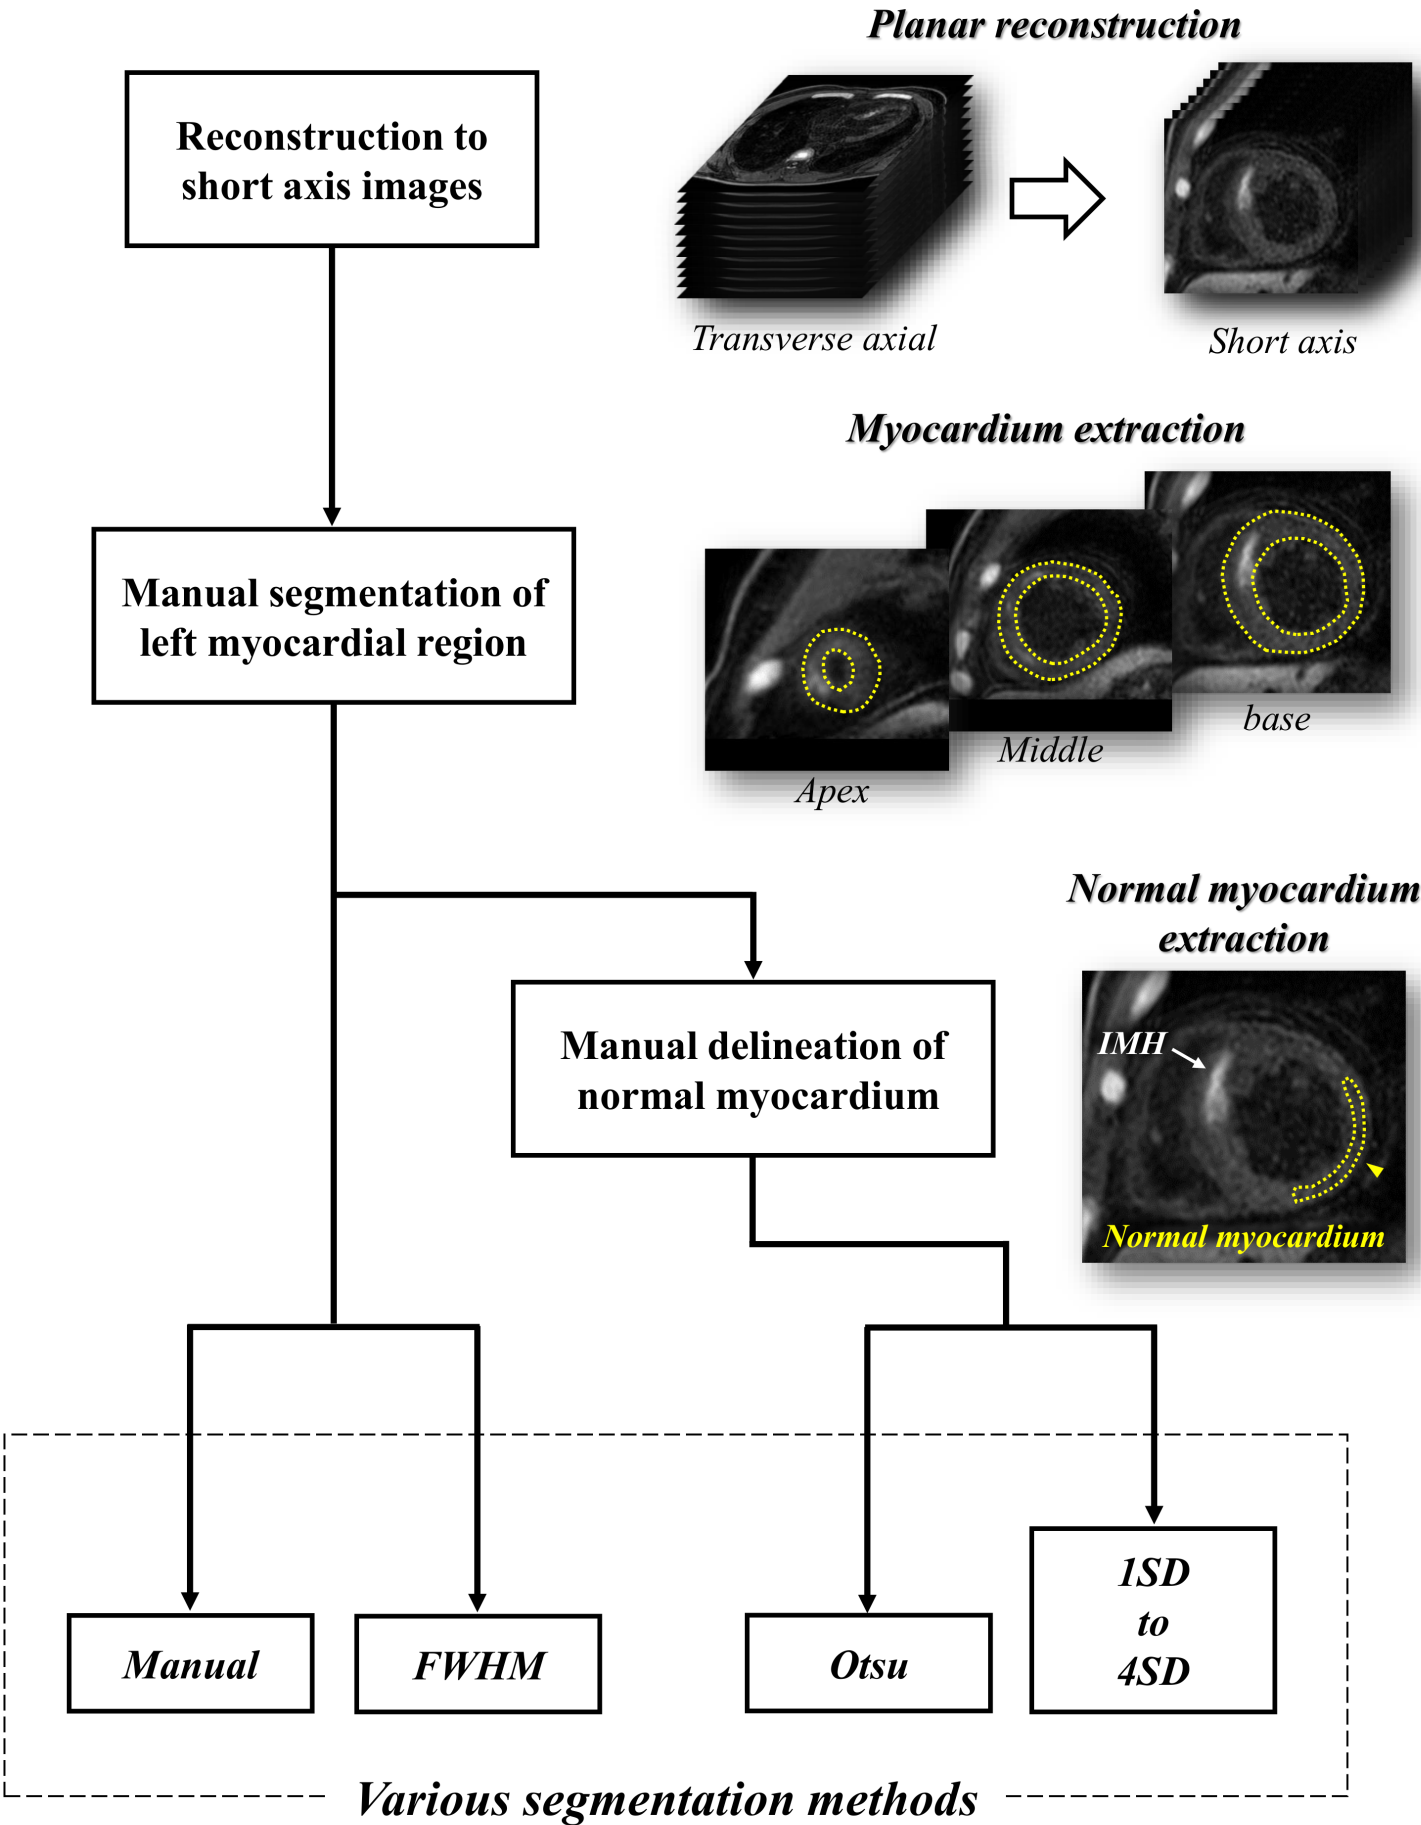 Planar reconstruction
Reconstruction to
short axis images
Transverse axial
Short axis
Myocardium extraction
Manual segmentation of
left myocardial region
base
Middle
Apex
Normal myocardium
extraction
Manual delineation of
normal myocardium
IMH
Normal myocardium
Manual
FWHM
Otsu
1SD
to
4SD
Various segmentation methods